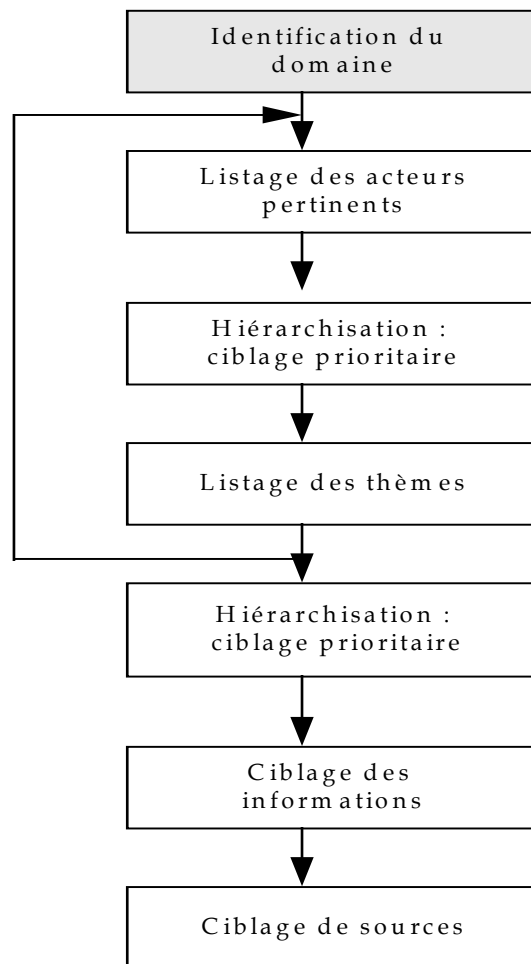 Identification du
domaine
Listage des acteurs
pertinents
Hiérarchisation :
ciblage prioritaire
Listage des thèmes
Hiérarchisation :
ciblage prioritaire
Ciblage des
informations
Ciblage de sources